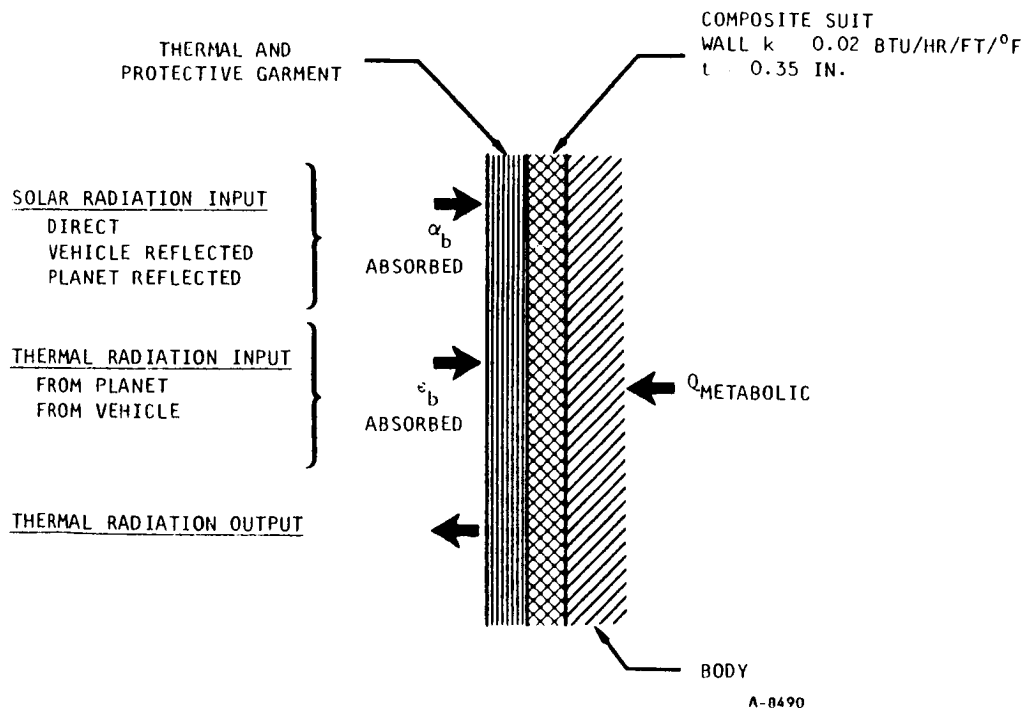 THERMAL AND
PROTECTIVE GARMENT
COMPOSITE SUIT
WALL k 0.02 BTU/HR/FT/°F
t 0.35 IN.
SOLAR RADIATION INPUT
DIRECT
VEHICLE REFLECTED
PLANET REFLECTED
α_b
ABSORBED
THERMAL RADIATION INPUT
FROM PLANET
FROM VEHICLE
ε_b
ABSORBED
Q_METABOLIC
THERMAL RADIATION OUTPUT
BODY
A-8490